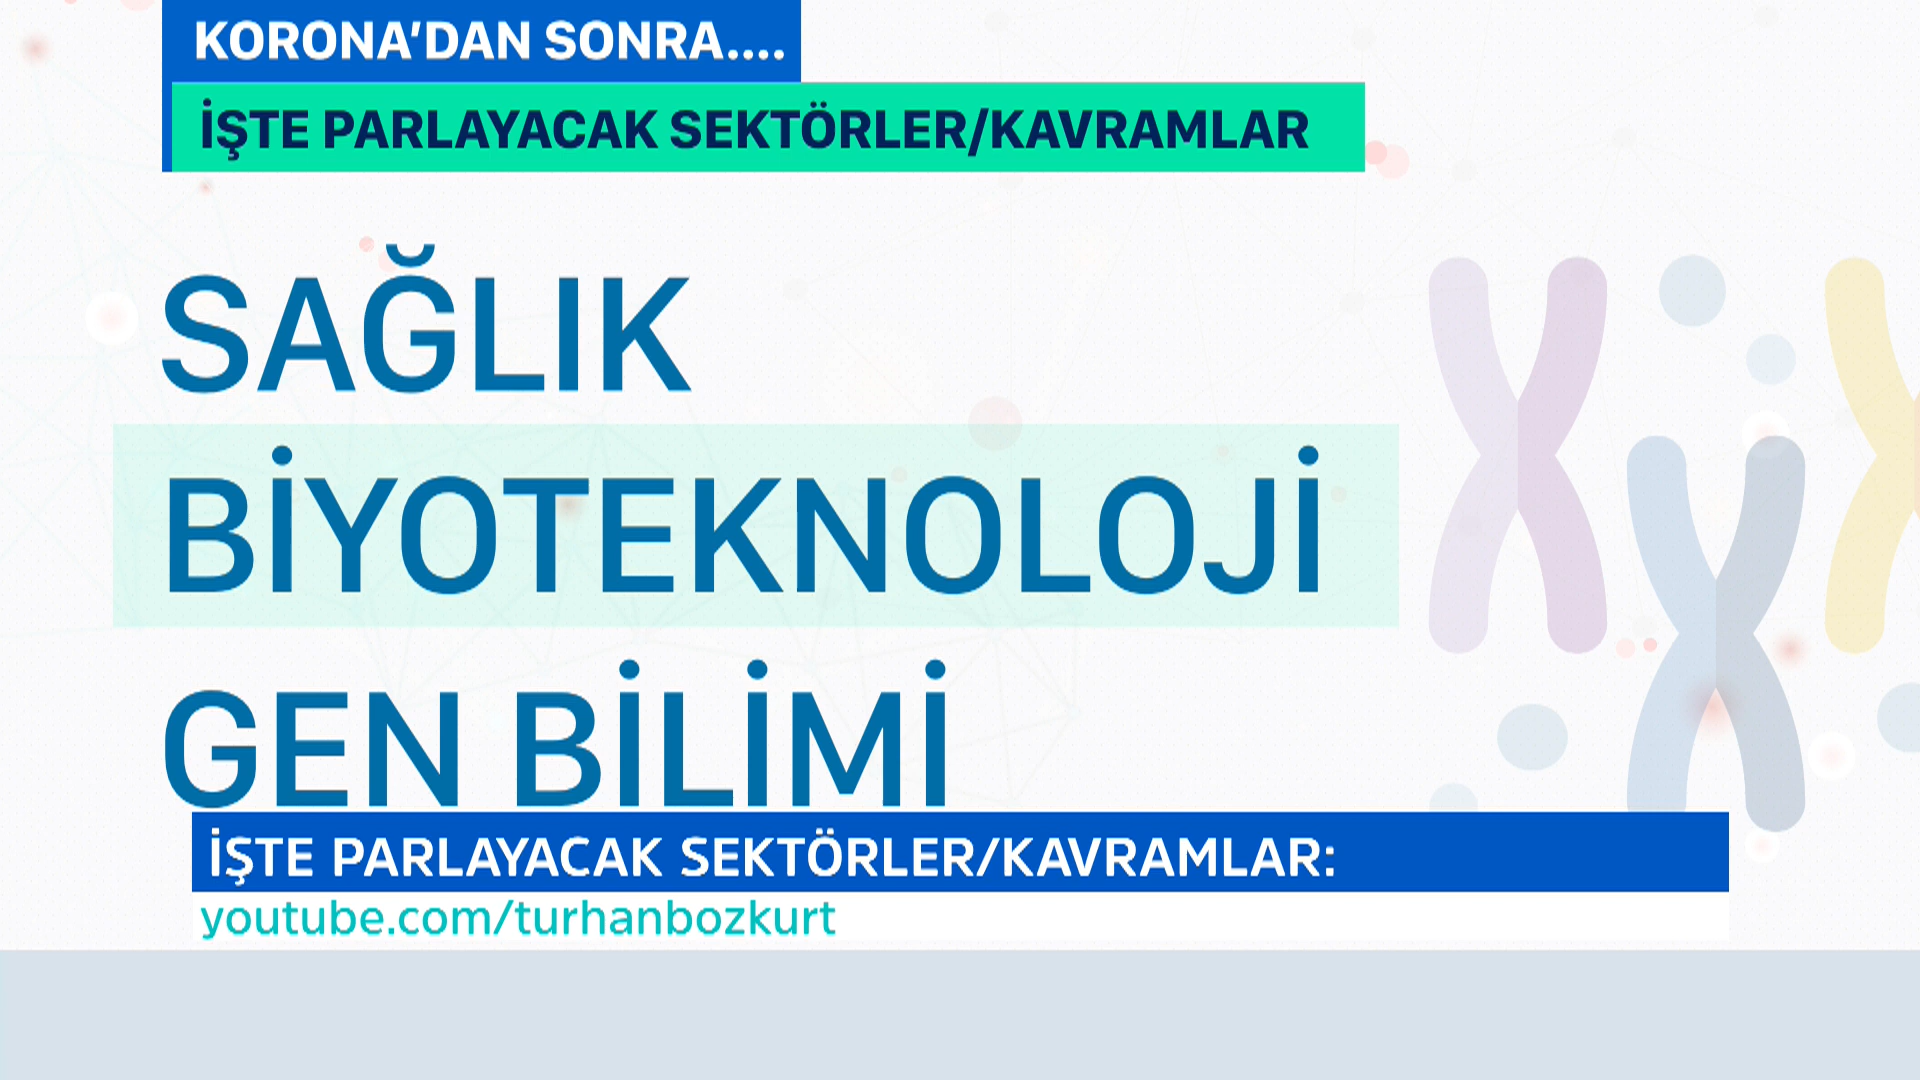 KORONA'DAN SONRA....
İŞTE PARLAYACAK SEKTÖRLER/KAVRAMLAR
SAĞLIK
BİYOTEKNOLOJİ
GEN BİLİMİ
İŞTE PARLAYACAK SEKTÖRLER/KAVRAMLAR:
youtube.com/turhanbozkurt